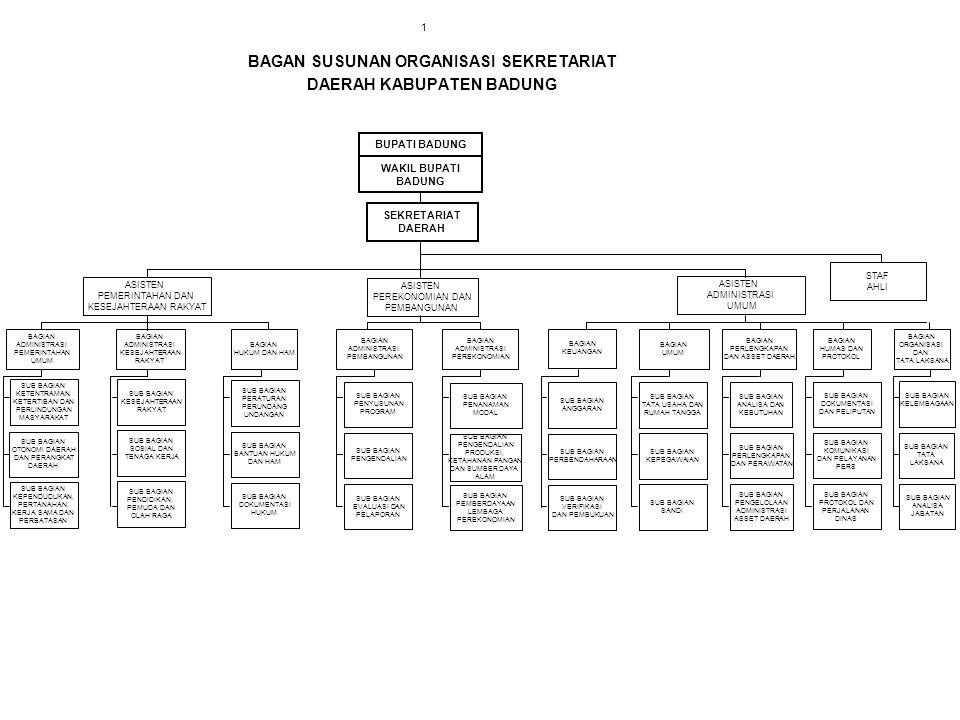 1
BAGAN SUSUNAN ORGANISASI SEKRETARIAT
DAERAH KABUPATEN BADUNG
BUPATI BADUNG
WAKIL BUPATI
BADUNG
SEKRETARIAT
DAERAH
STAF
AHLI
ASISTEN
PEMERINTAHAN DAN
KESEJAHTERAAN RAKYAT
ASISTEN
PEREKONOMIAN DAN
PEMBANGUNAN
ASISTEN
ADMINISTRASI
UMUM
BAGIAN
ADMINISTRASI
PEMERINTAHAN
UMUM
BAGIAN
ADMINISTRASI
KESEJAHTERAAN
RAKYAT
BAGIAN
HUKUM DAN HAM
BAGIAN
ADMINISTRASI
PEMBANGUNAN
BAGIAN
ADMINISTRASI
PEREKONOMIAN
BAGIAN
KEUANGAN
BAGIAN
UMUM
BAGIAN
PERLENGKAPAN
DAN ASSET DAERAH
BAGIAN
HUMAS DAN
PROTOKOL
BAGIAN
ORGANISASI
DAN
TATA LAKSANA
SUB BAGIAN
KETENTRAMAN,
KETERTIBAN DAN
PERLINDUNGAN
MASYARAKAT
SUB BAGIAN
KESEJAHTERAAN
RAKYAT
SUB BAGIAN
PERATURAN
PERUNDANG
UNDANGAN
SUB BAGIAN
PENYUSUNAN
PROGRAM
SUB BAGIAN
PENANAMAN
MODAL
SUB BAGIAN
ANGGARAN
SUB BAGIAN
TATA USAHA DAN
RUMAH TANGGA
SUB BAGIAN
ANALISA DAN
KEBUTUHAN
SUB BAGIAN
DOKUMENTASI
DAN PELIPUTAN
SUB BAGIAN
KELEMBAGAAN
SUB BAGIAN
OTONOMI DAERAH
DAN PERANGKAT
DAERAH
SUB BAGIAN
SOSIAL DAN
TENAGA KERJA
SUB BAGIAN
BANTUAN HUKUM
DAN HAM
SUB BAGIAN
PENGENDALIAN
SUB BAGIAN
PENGENDALIAN
PRODUKSI,
KETAHANAN PANGAN
DAN SUMBER DAYA
ALAM
SUB BAGIAN
PERBENDAHARAAN
SUB BAGIAN
KEPEGAWAIAN
SUB BAGIAN
PERLENGKAPAN
DAN PERAWATAN
SUB BAGIAN
KOMUNIKASI
DAN PELAYANAN
PERS
SUB BAGIAN
TATA
LAKSANA
SUB BAGIAN
KEPENDUDUKAN,
PERTANAHAN,
KERJA SAMA DAN
PERBATASAN
SUB BAGIAN
PENDIDIKAN,
PEMUDA DAN
OLAH RAGA
SUB BAGIAN
DOKUMENTASI
HUKUM
SUB BAGIAN
EVALUASI DAN
PELAPORAN
SUB BAGIAN
PEMBERDAYAAN
LEMBAGA
PEREKONOMIAN
SUB BAGIAN
VERIFIKASI
DAN PEMBUKUAN
SUB BAGIAN
SANDI
SUB BAGIAN
PENGELOLAAN
ADMINISTRASI
ASSET DAERAH
SUB BAGIAN
PROTOKOL DAN
PERJALANAN
DINAS
SUB BAGIAN
ANALISA
JABATAN